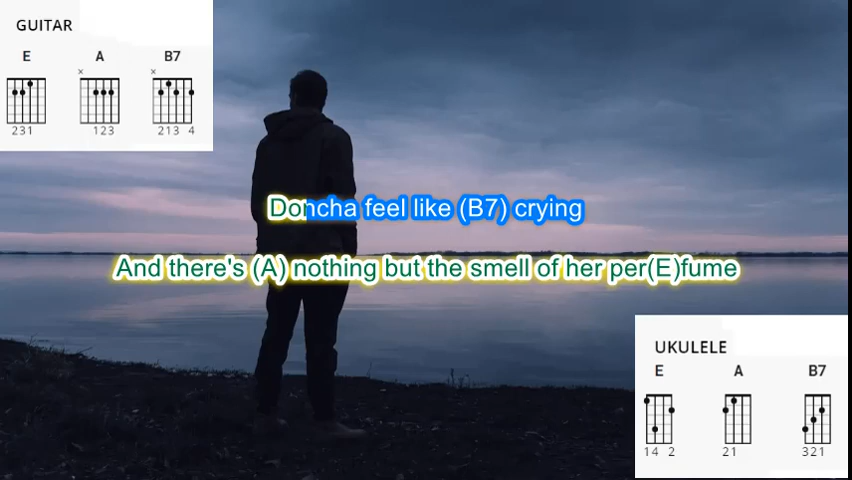 GUITAR
E A B7
× ×
231 123 213 4
Doncha feel like (B7) crying
And there's (A) nothing but the smell of her per(E)fume
UKULELE
E A B7
14 2 21 321